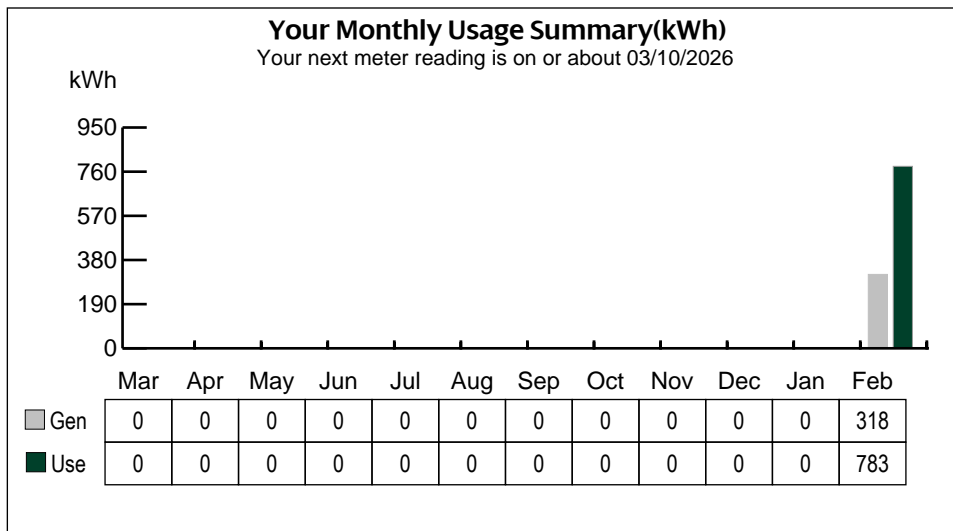 Your Monthly Usage Summary(kWh)
Your next meter reading is on or about 03/10/2026
kWh
950
760
570
380
190
0
Mar Apr May Jun Jul Aug Sep Oct Nov Dec Jan Feb
Gen 0 0 0 0 0 0 0 0 0 0 0 318
Use 0 0 0 0 0 0 0 0 0 0 0 783